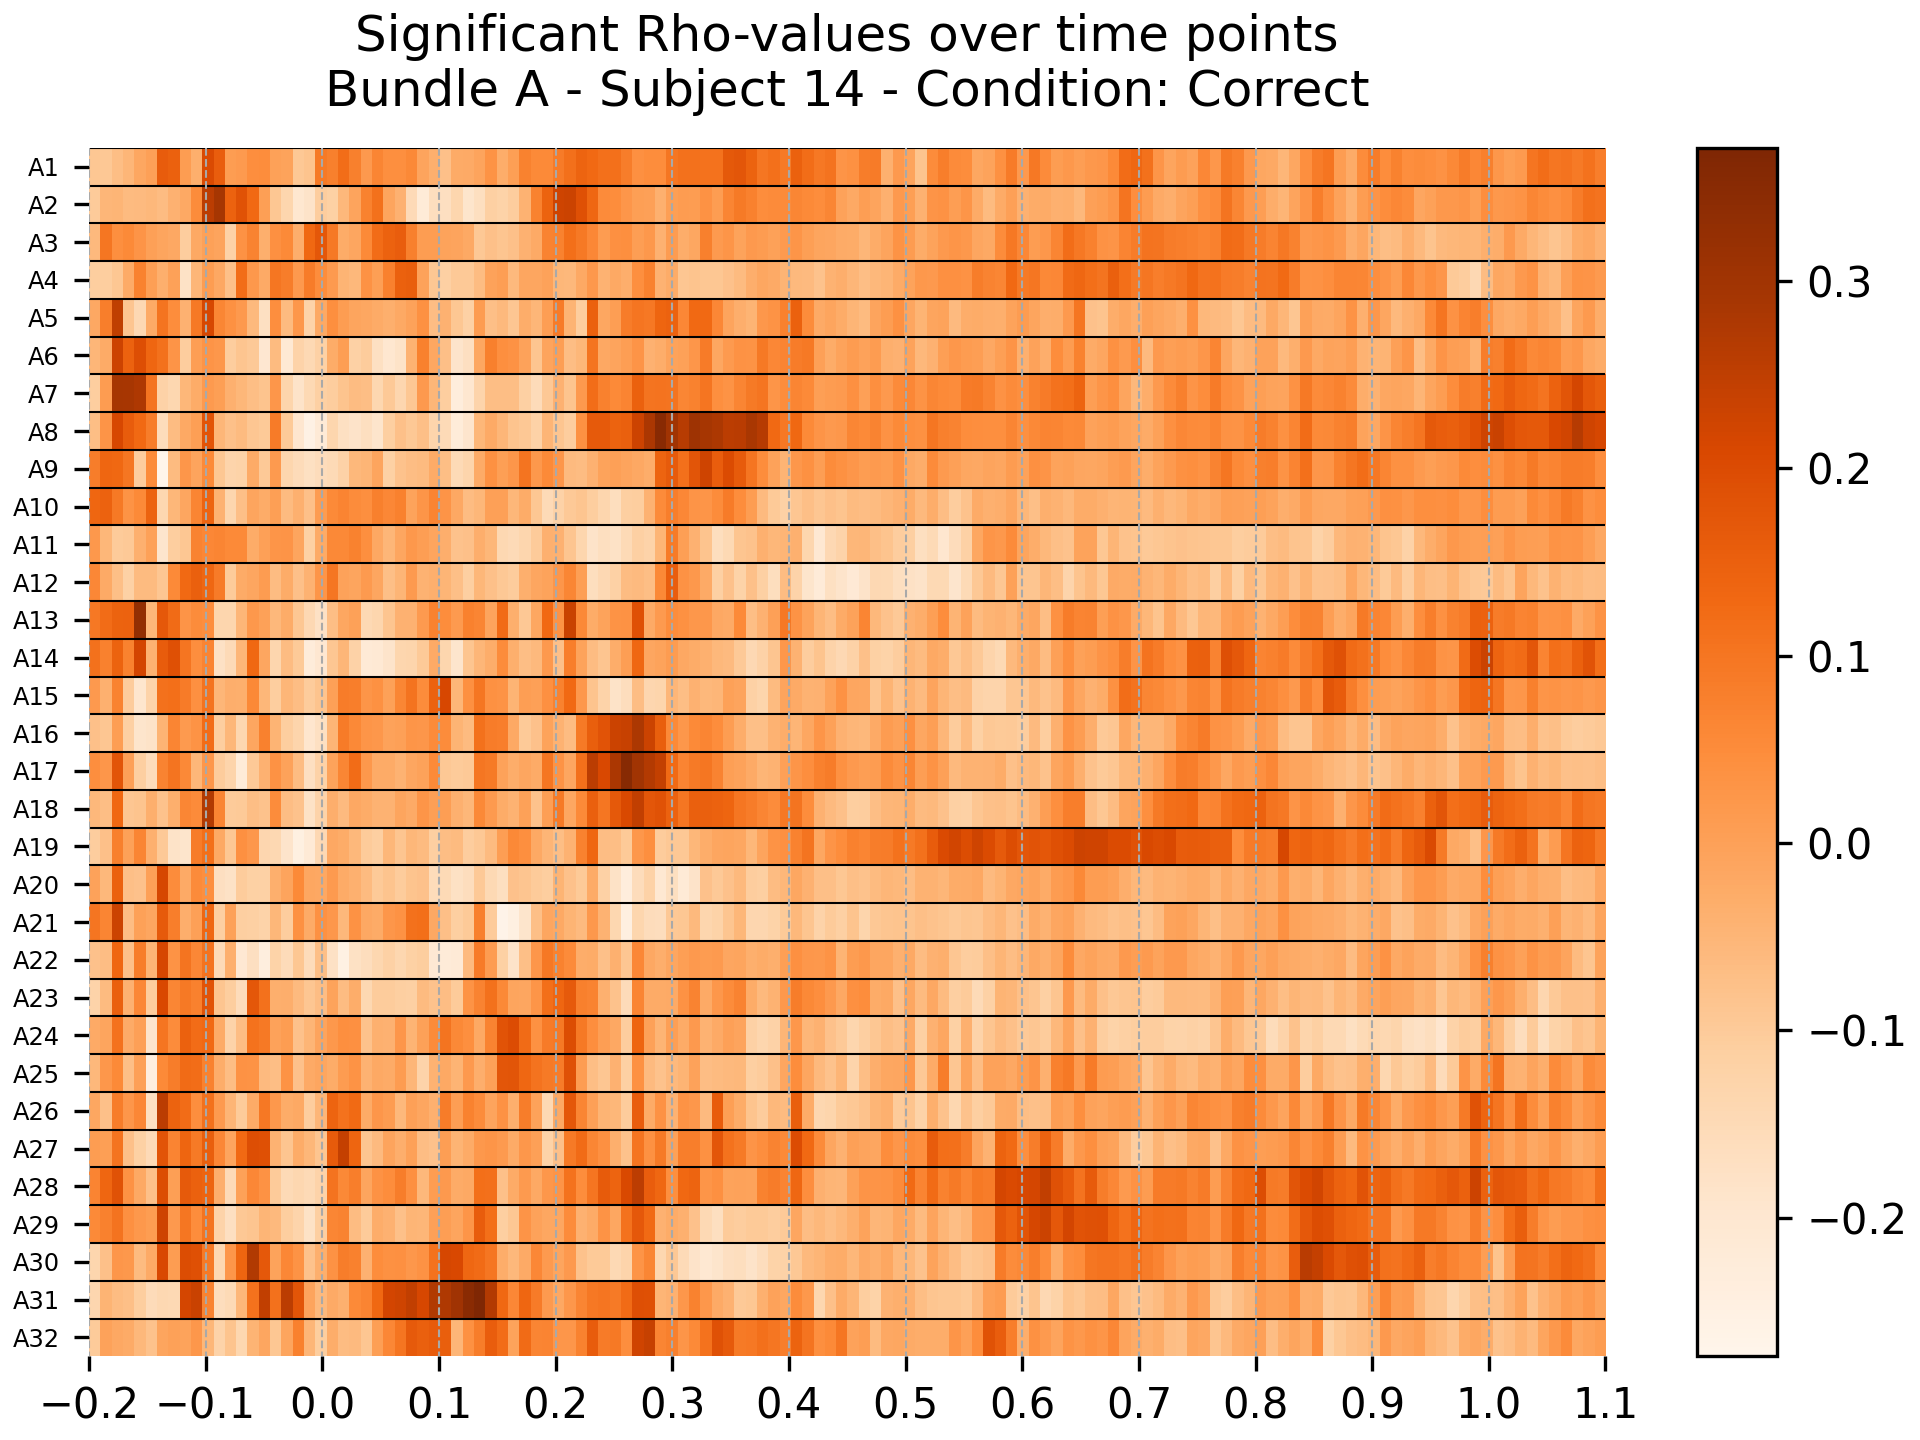 Significant Rho-values over time points
Bundle A - Subject 14 - Condition: Correct
A1
A2
A3
A4
A5
A6
A7
A8
A9
A10
A11
A12
A13
A14
A15
A16
A17
A18
A19
A20
A21
A22
A23
A24
A25
A26
A27
A28
A29
A30
A31
A32
−0.2 −0.1 0.0 0.1 0.2 0.3 0.4 0.5 0.6 0.7 0.8 0.9 1.0 1.1
0.3
0.2
0.1
0.0
−0.1
−0.2